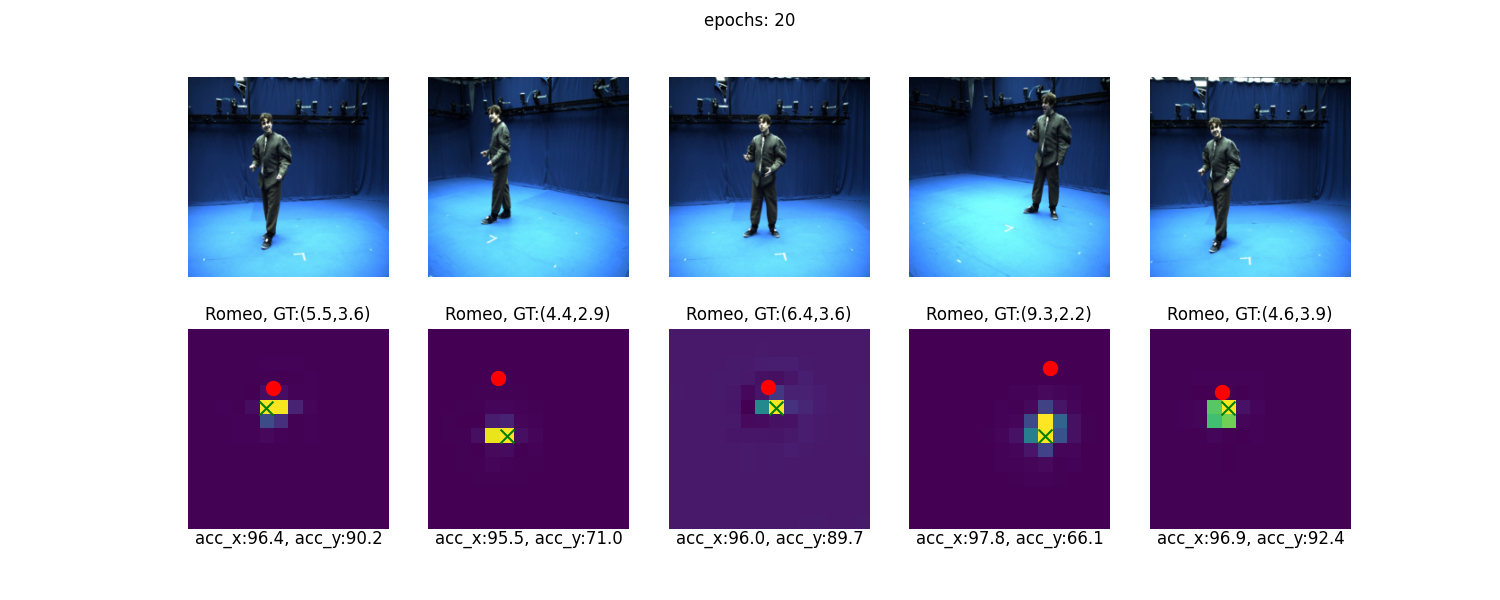 epochs: 20
Romeo, GT:(5.5,3.6)
Romeo, GT:(4.4,2.9)
Romeo, GT:(6.4,3.6)
Romeo, GT:(9.3,2.2)
Romeo, GT:(4.6,3.9)
acc_x:96.4, acc_y:90.2
acc_x:95.5, acc_y:71.0
acc_x:96.0, acc_y:89.7
acc_x:97.8, acc_y:66.1
acc_x:96.9, acc_y:92.4